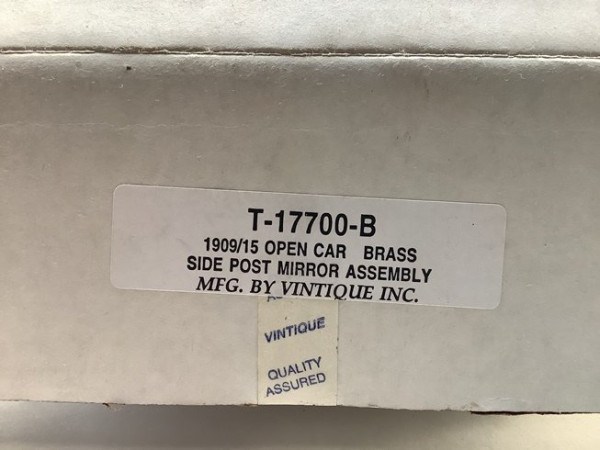 T-17700-B
1909/15 OPEN CAR BRASS
SIDE POST MIRROR ASSEMBLY
MFG. BY VINTIQUE INC.
VINTIQUE
QUALITY
ASSURED